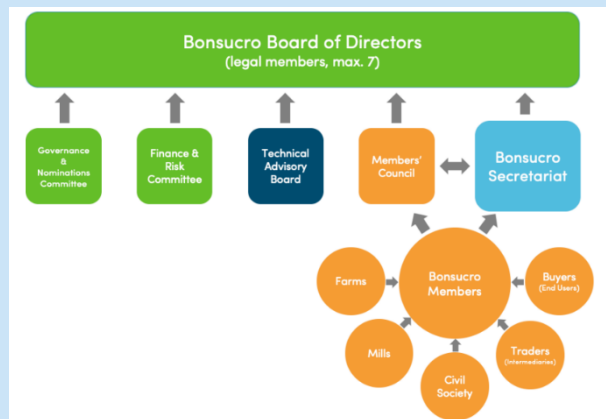 Bonsucro Board of Directors
(legal members, max. 7)
Governance
&
Nominations
Committee
Finance &
Risk
Committee
Technical
Advisory
Board
Members'
Council
Bonsucro
Secretariat
Farms
Bonsucro
Members
Buyers
(End Users)
Mills
Civil
Society
Traders
(Intermediaries)